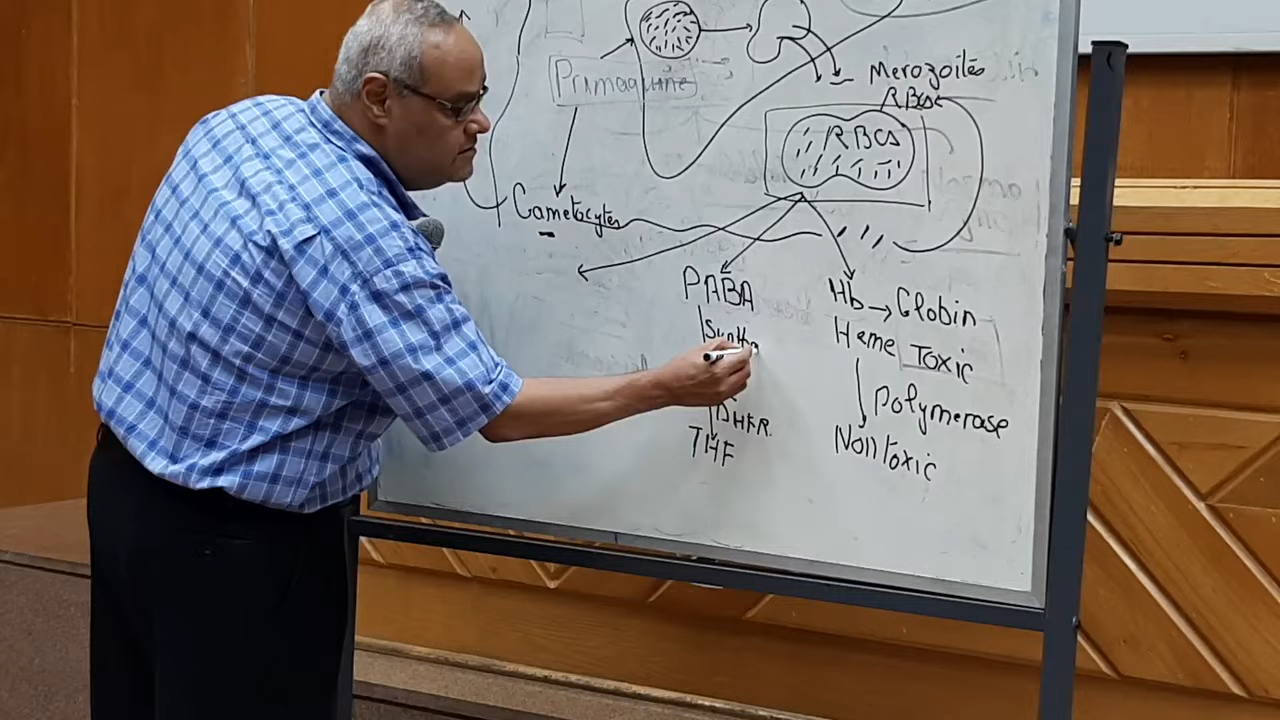 Primaquine
Merozoites
RBCs
RBCs
Gametocytes
PABA
Hb → Globin
Synth
Heme Toxic
Polymerase
DHFR.
THF
Non Toxic